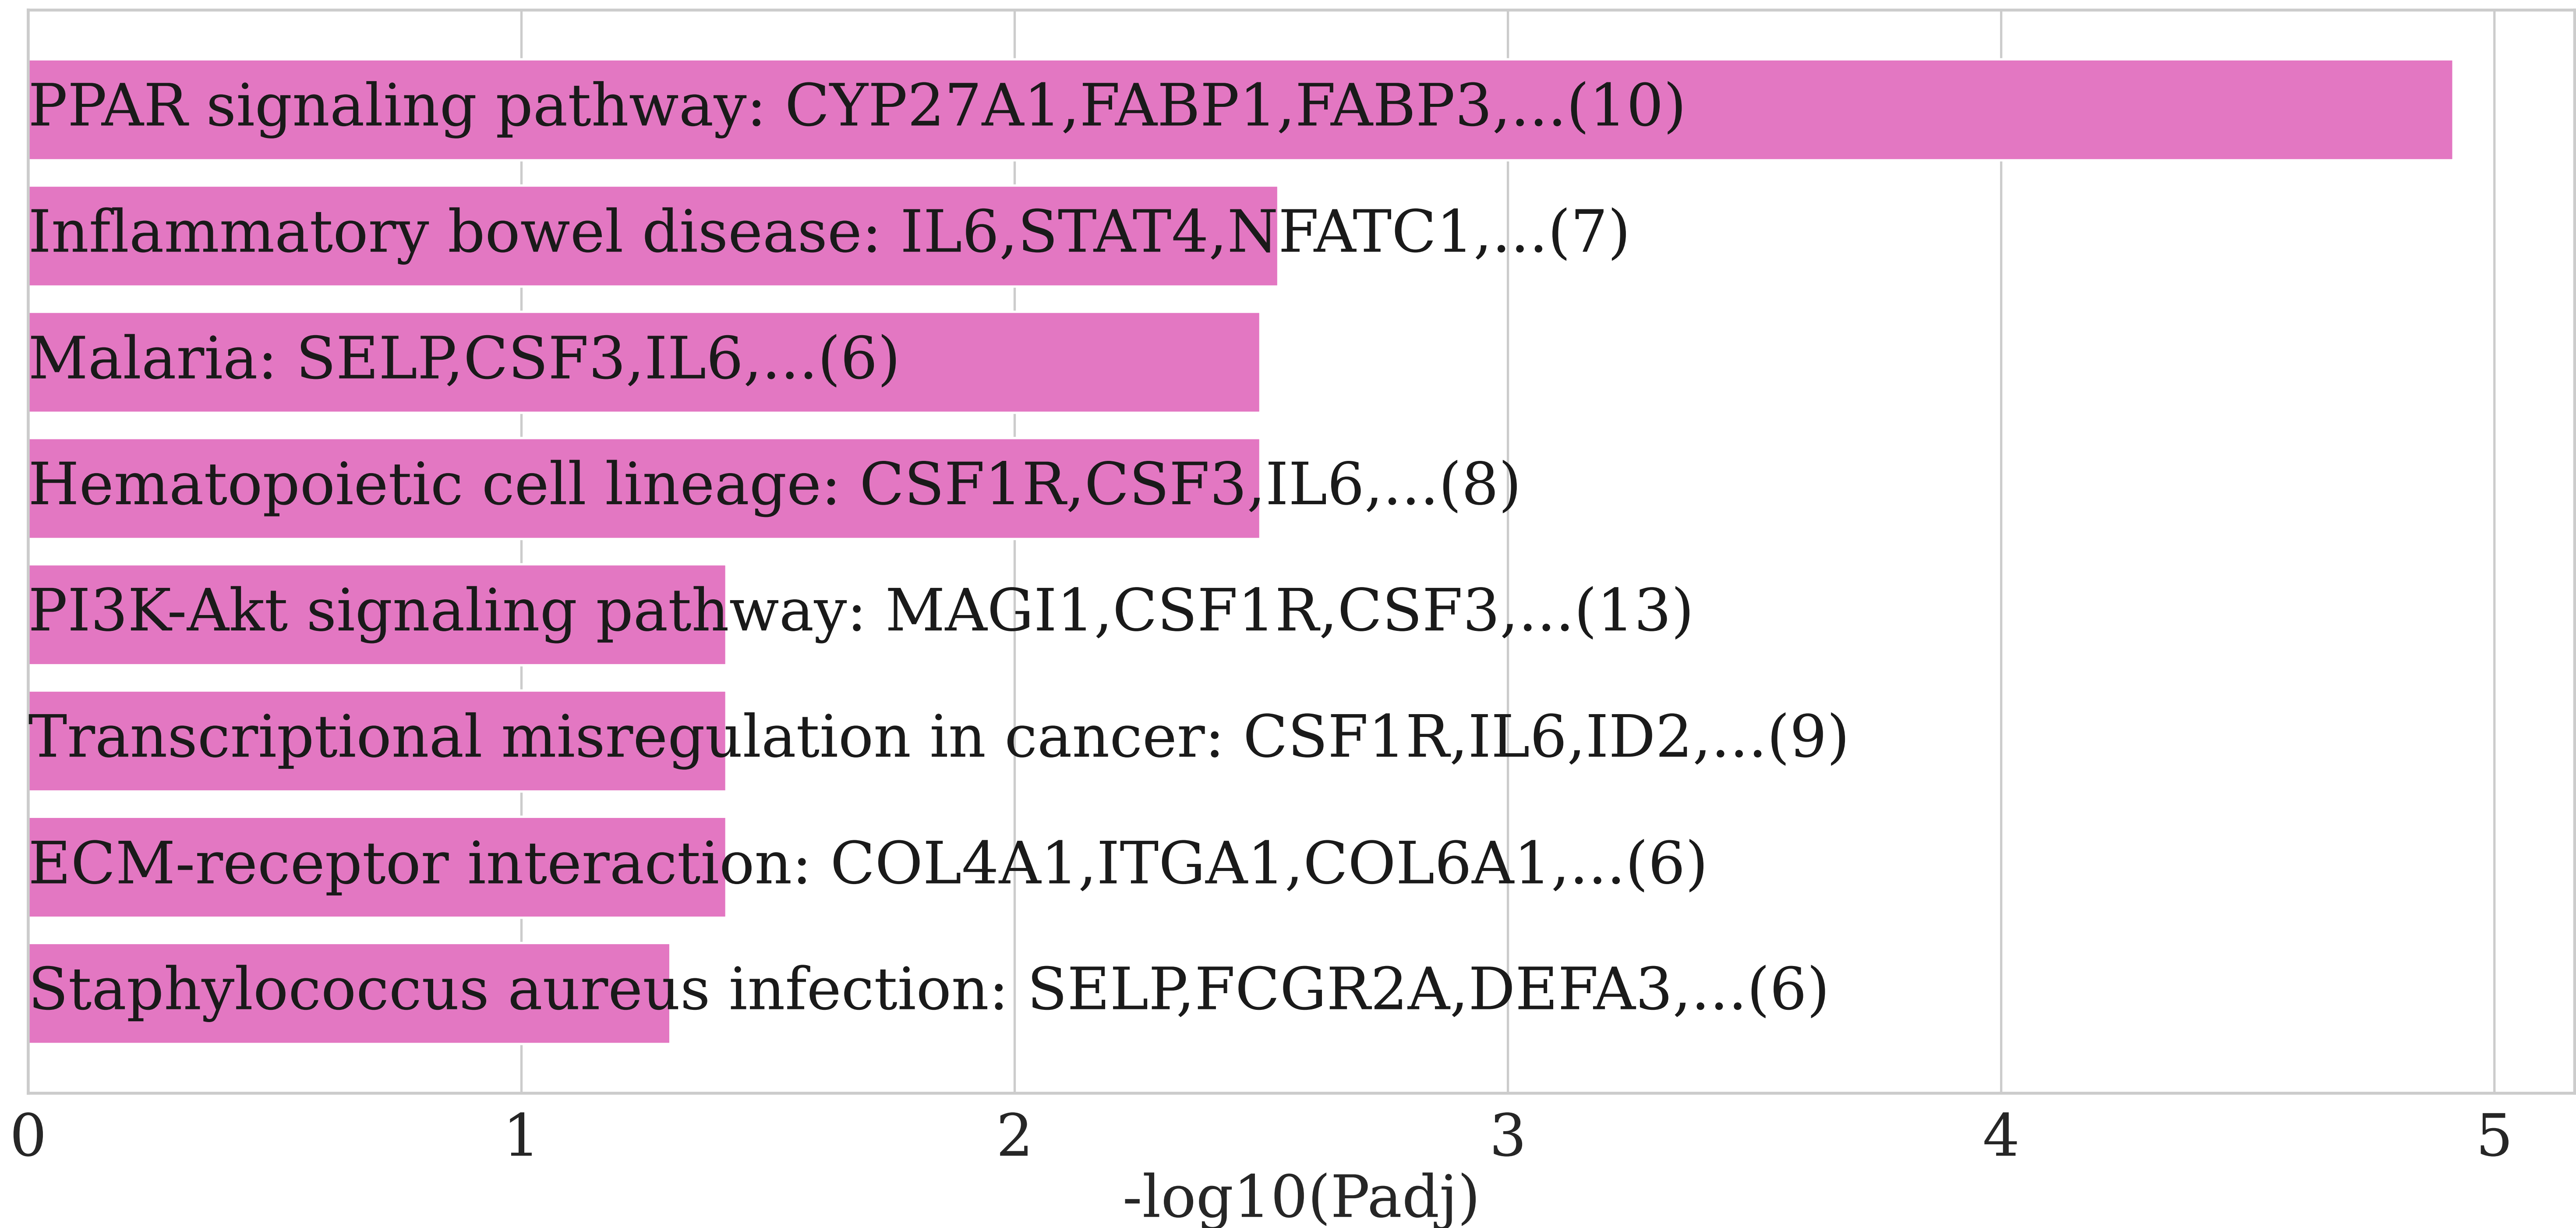 PPAR signaling pathway: CYP27A1,FABP1,FABP3,...(10)
Inflammatory bowel disease: IL6,STAT4,NFATC1,...(7)
Malaria: SELP,CSF3,IL6,...(6)
Hematopoietic cell lineage: CSF1R,CSF3,IL6,...(8)
PI3K-Akt signaling pathway: MAGI1,CSF1R,CSF3,...(13)
Transcriptional misregulation in cancer: CSF1R,IL6,ID2,...(9)
ECM-receptor interaction: COL4A1,ITGA1,COL6A1,...(6)
Staphylococcus aureus infection: SELP,FCGR2A,DEFA3,...(6)
0 1 2 3 4 5
-log10(Padj)